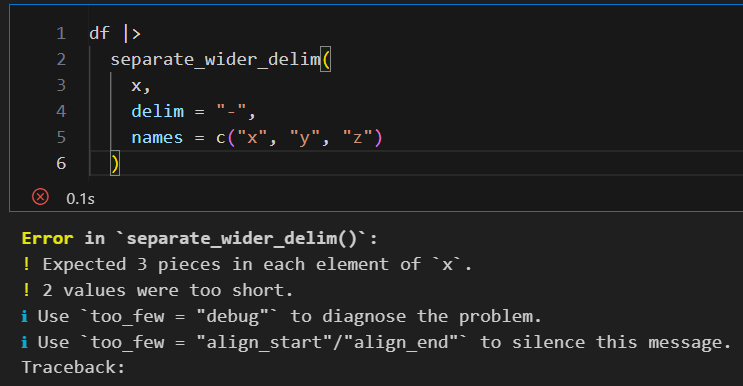 1 df |>
2 separate_wider_delim(
3 x,
4 delim = "-",
5 names = c("x", "y", "z")
6 )
0.1s
Error in `separate_wider_delim()`:
! Expected 3 pieces in each element of `x`.
! 2 values were too short.
ℹ Use `too_few = "debug"` to diagnose the problem.
ℹ Use `too_few = "align_start"/"align_end"` to silence this message.
Traceback: